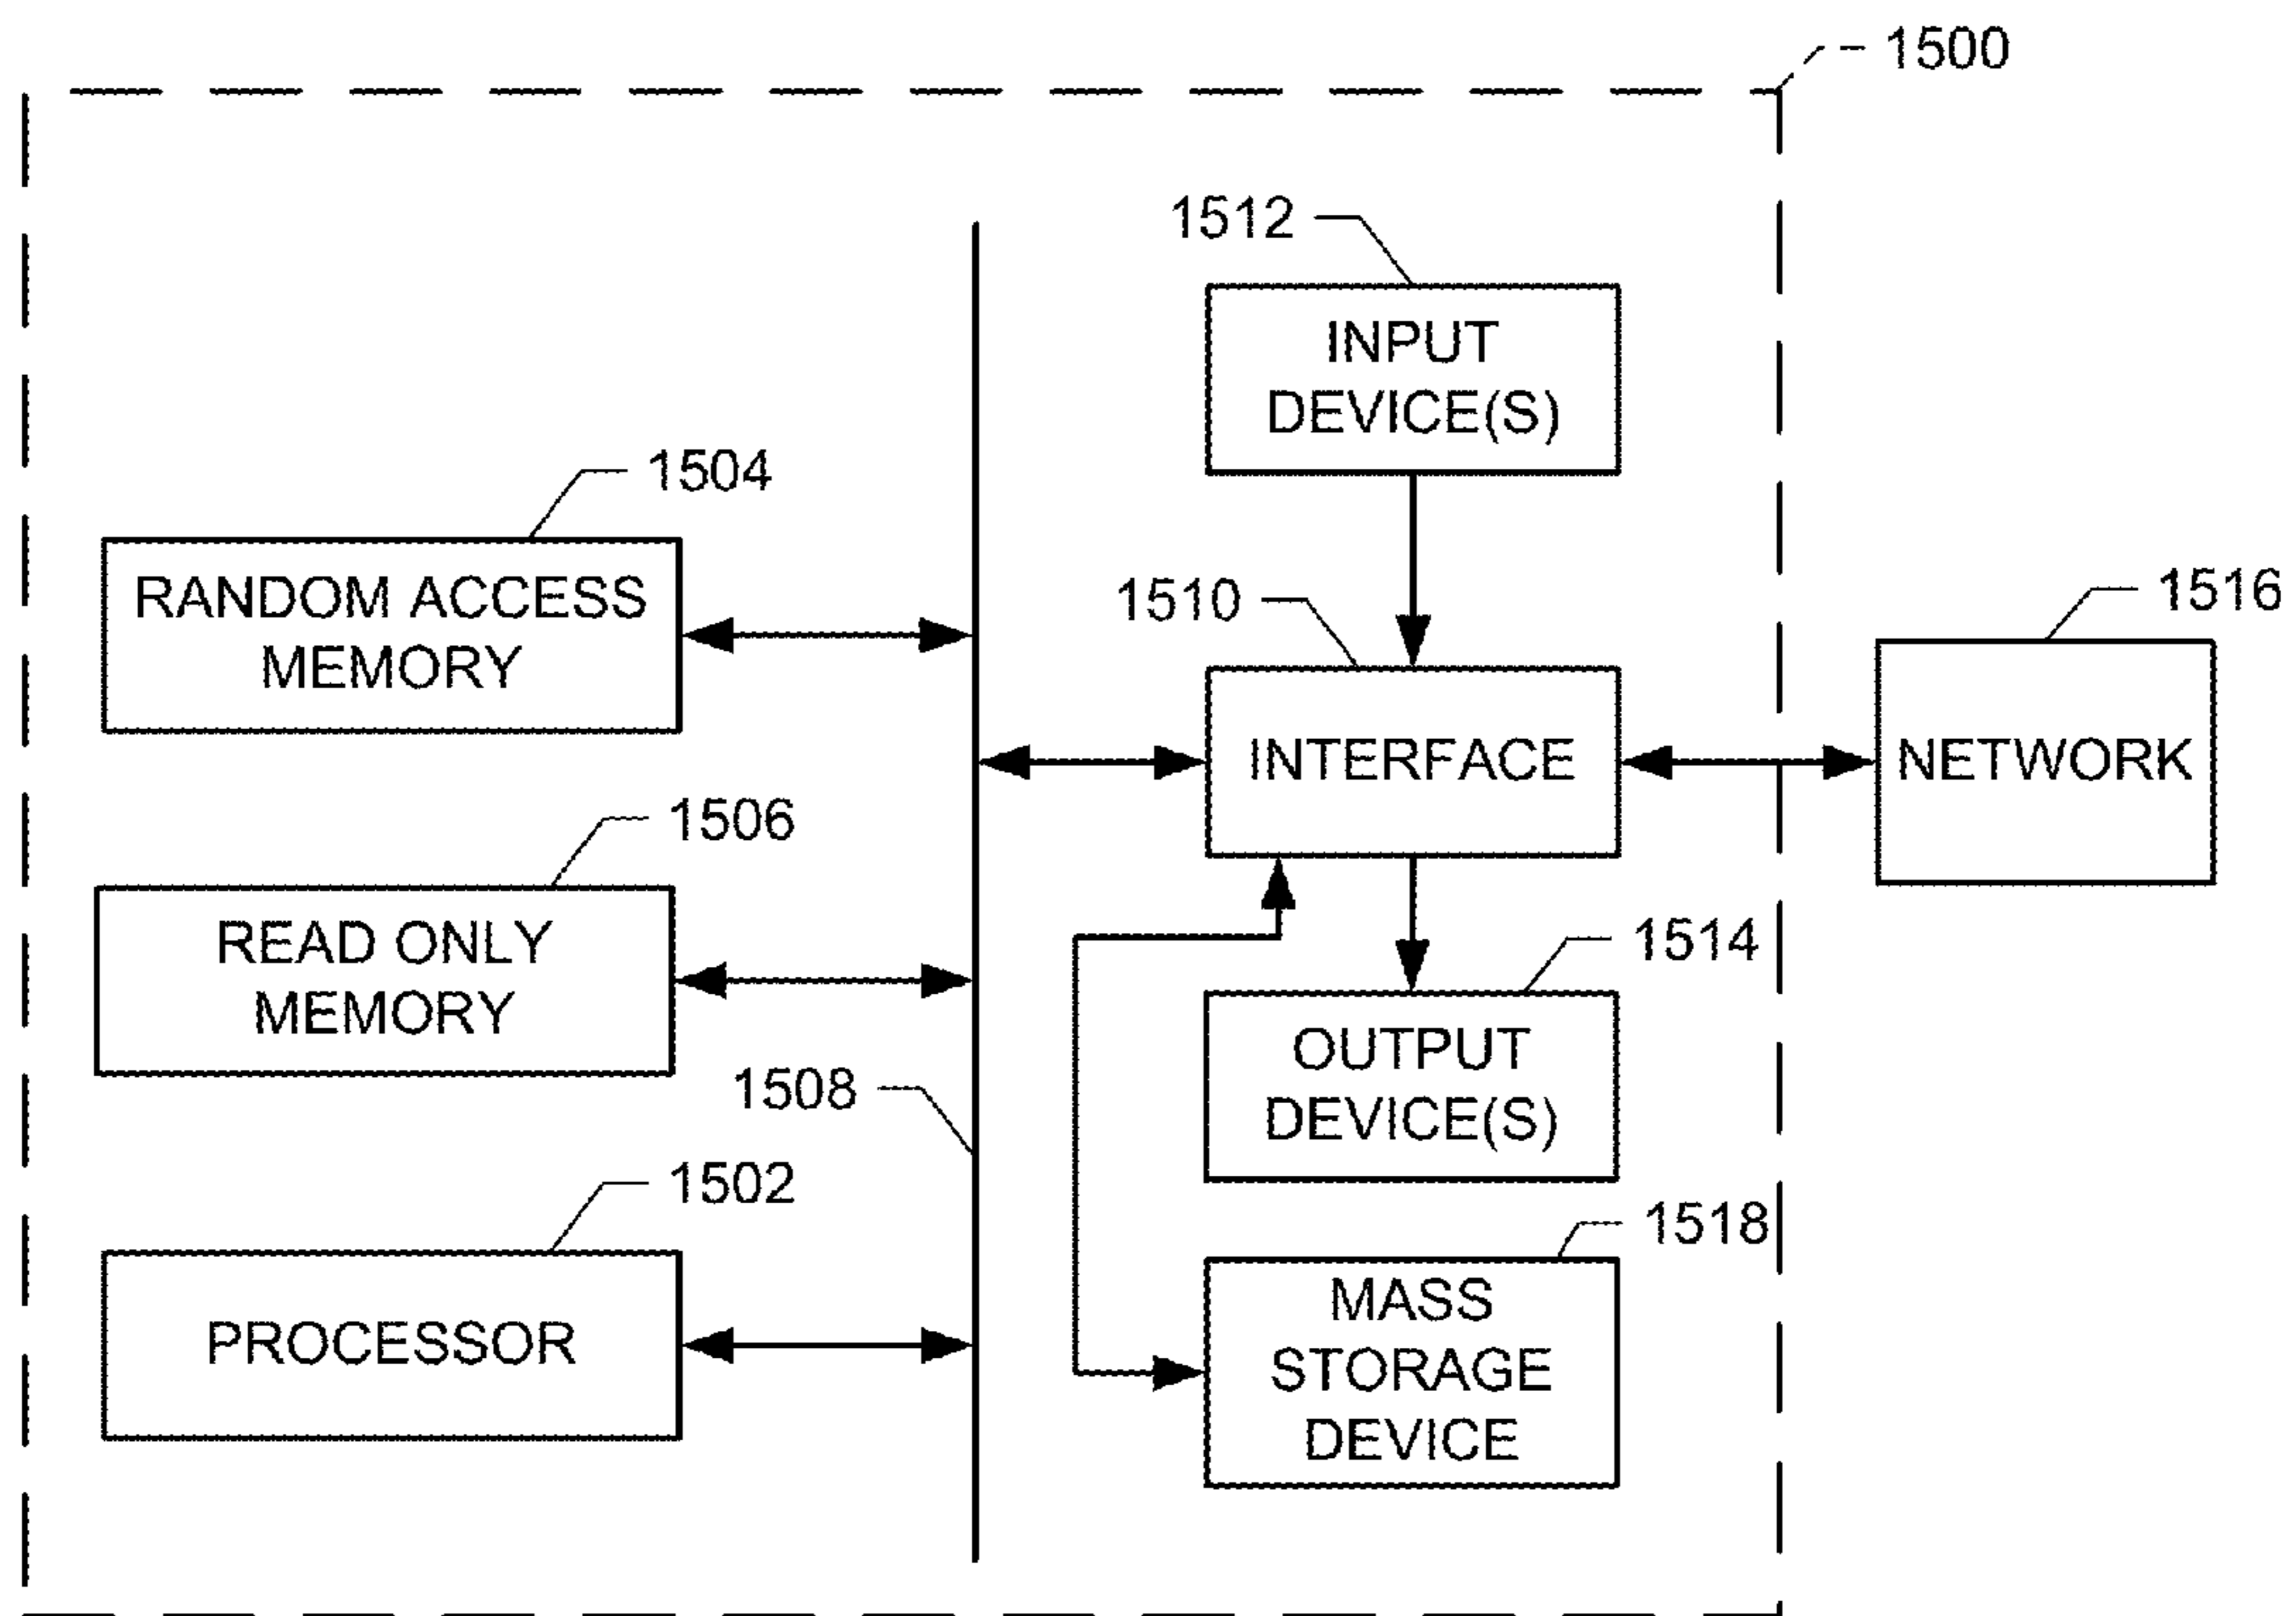 1500
1512
INPUT
DEVICE(S)
1504
RANDOM ACCESS
MEMORY
1510
INTERFACE
1516
NETWORK
1506
READ ONLY
MEMORY
1514
OUTPUT
DEVICE(S)
1508
1502
PROCESSOR
1518
MASS
STORAGE
DEVICE